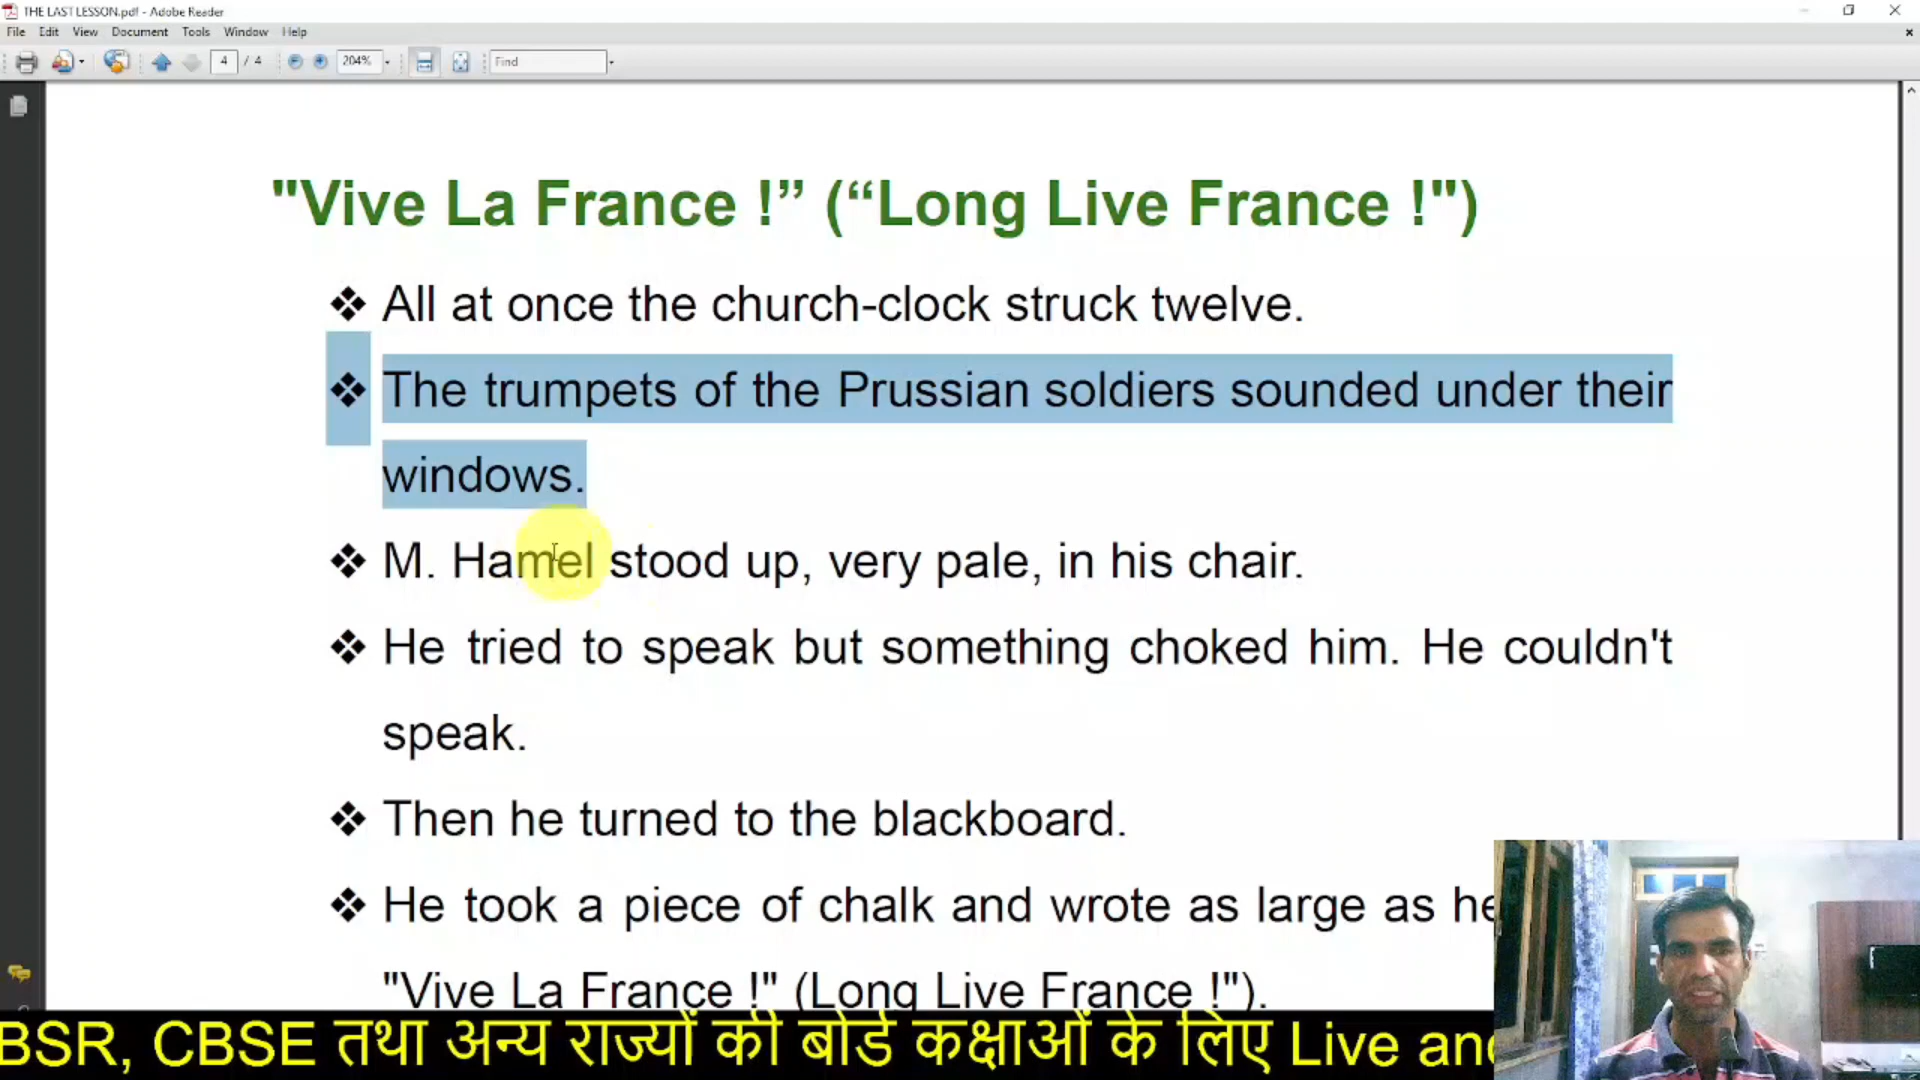 THE LAST LESSON.pdf - Adobe Reader
File Edit View Document Tools Window Help
4 / 4 204% Find
"Vive La France !” (“Long Live France !")
❖ All at once the church-clock struck twelve.
❖ The trumpets of the Prussian soldiers sounded under their
windows.
❖ M. Hamel stood up, very pale, in his chair.
❖ He tried to speak but something choked him. He couldn't
speak.
❖ Then he turned to the blackboard.
❖ He took a piece of chalk and wrote as large as he
"Vive La France !" (Long Live France !").
BSR, CBSE तथा अन्य राज्यों की बोर्ड कक्षाओं के लिए Live and